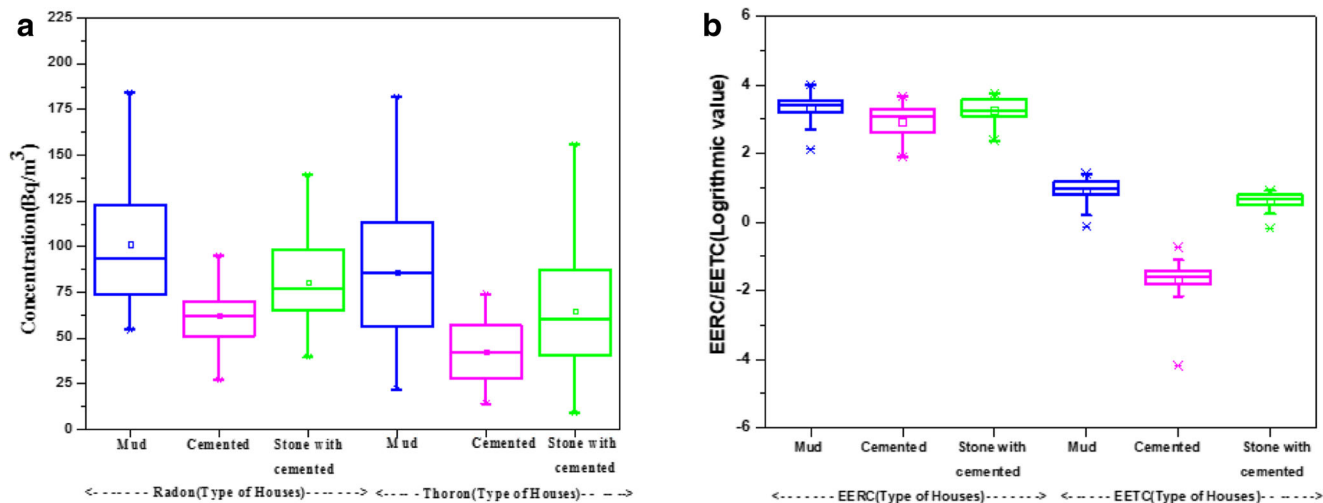 a
225
200
175
150
125
100
75
50
25
0
Concentration(Bq/m³)
Mud Cemented Stone with Mud Cemented Stone with
cemented cemented
<------- Radon(Type of Houses)-------> <---- --- Thoron(Type of Houses)-- -- --->
b
6
4
2
0
-2
-4
-6
EERC/EETC(Logrithmic value)
Mud Cemented Stone with Mud Cemented Stone with
cemented cemented
<------- EERC(Type of Houses)-------> <---- --- EETC(Type of Houses)-- -- --->